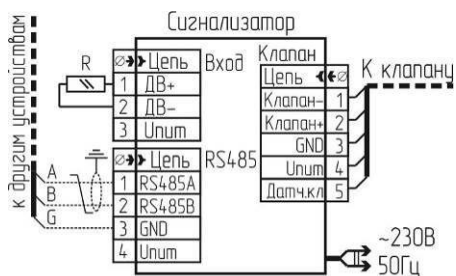 Сигнализатор
к другим устройствам
R
Цепь
Вход
1 ДВ+
2 ДВ-
3 Uпит
Цепь
RS485
A
1 RS485A
B
2 RS485B
G
3 GND
4 Uпит
Клапан
Цепь
К клапану
Клапан- 1
Клапан+ 2
GND 3
Uпит 4
Датч.кл 5
~230В
50Гц